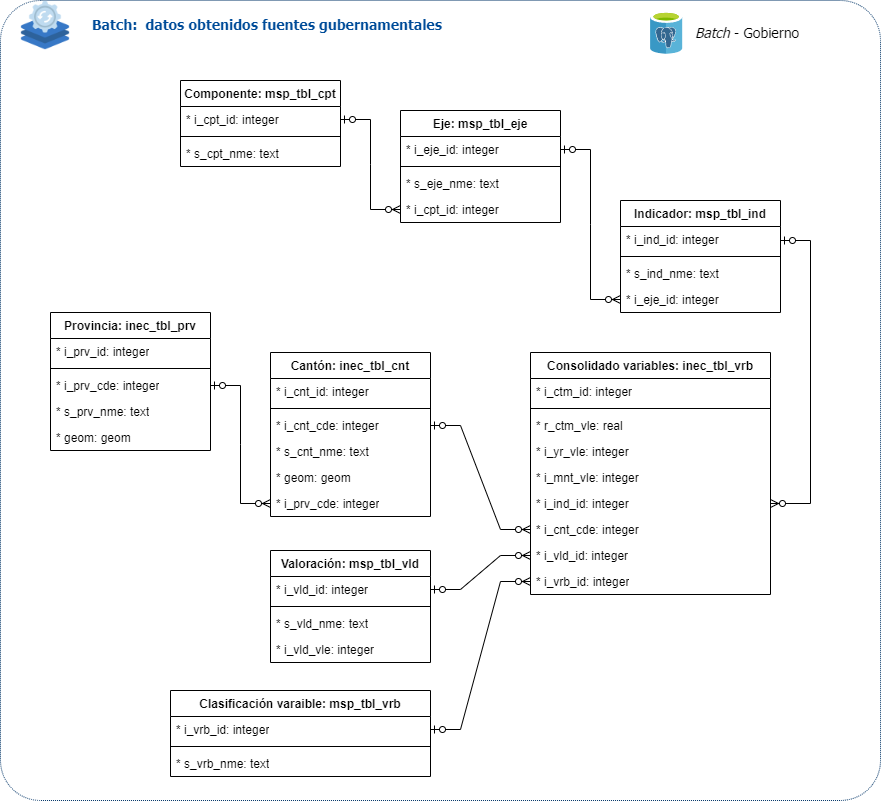 Batch: datos obtenidos fuentes gubernamentales
Batch - Gobierno
Componente: msp_tbl_cpt
* i_cpt_id: integer
* s_cpt_nme: text
Eje: msp_tbl_eje
* i_eje_id: integer
* s_eje_nme: text
* i_cpt_id: integer
Indicador: msp_tbl_ind
* i_ind_id: integer
* s_ind_nme: text
* i_eje_id: integer
Provincia: inec_tbl_prv
* i_prv_id: integer
* i_prv_cde: integer
* s_prv_nme: text
* geom: geom
Cantón: inec_tbl_cnt
* i_cnt_id: integer
* i_cnt_cde: integer
* s_cnt_nme: text
* geom: geom
* i_prv_cde: integer
Consolidado variables: inec_tbl_vrb
* i_ctm_id: integer
* r_ctm_vle: real
* i_yr_vle: integer
* i_mnt_vle: integer
* i_ind_id: integer
* i_cnt_cde: integer
* i_vld_id: integer
* i_vrb_id: integer
Valoración: msp_tbl_vld
* i_vld_id: integer
* s_vld_nme: text
* i_vld_vle: integer
Clasificación varaible: msp_tbl_vrb
* i_vrb_id: integer
* s_vrb_nme: text